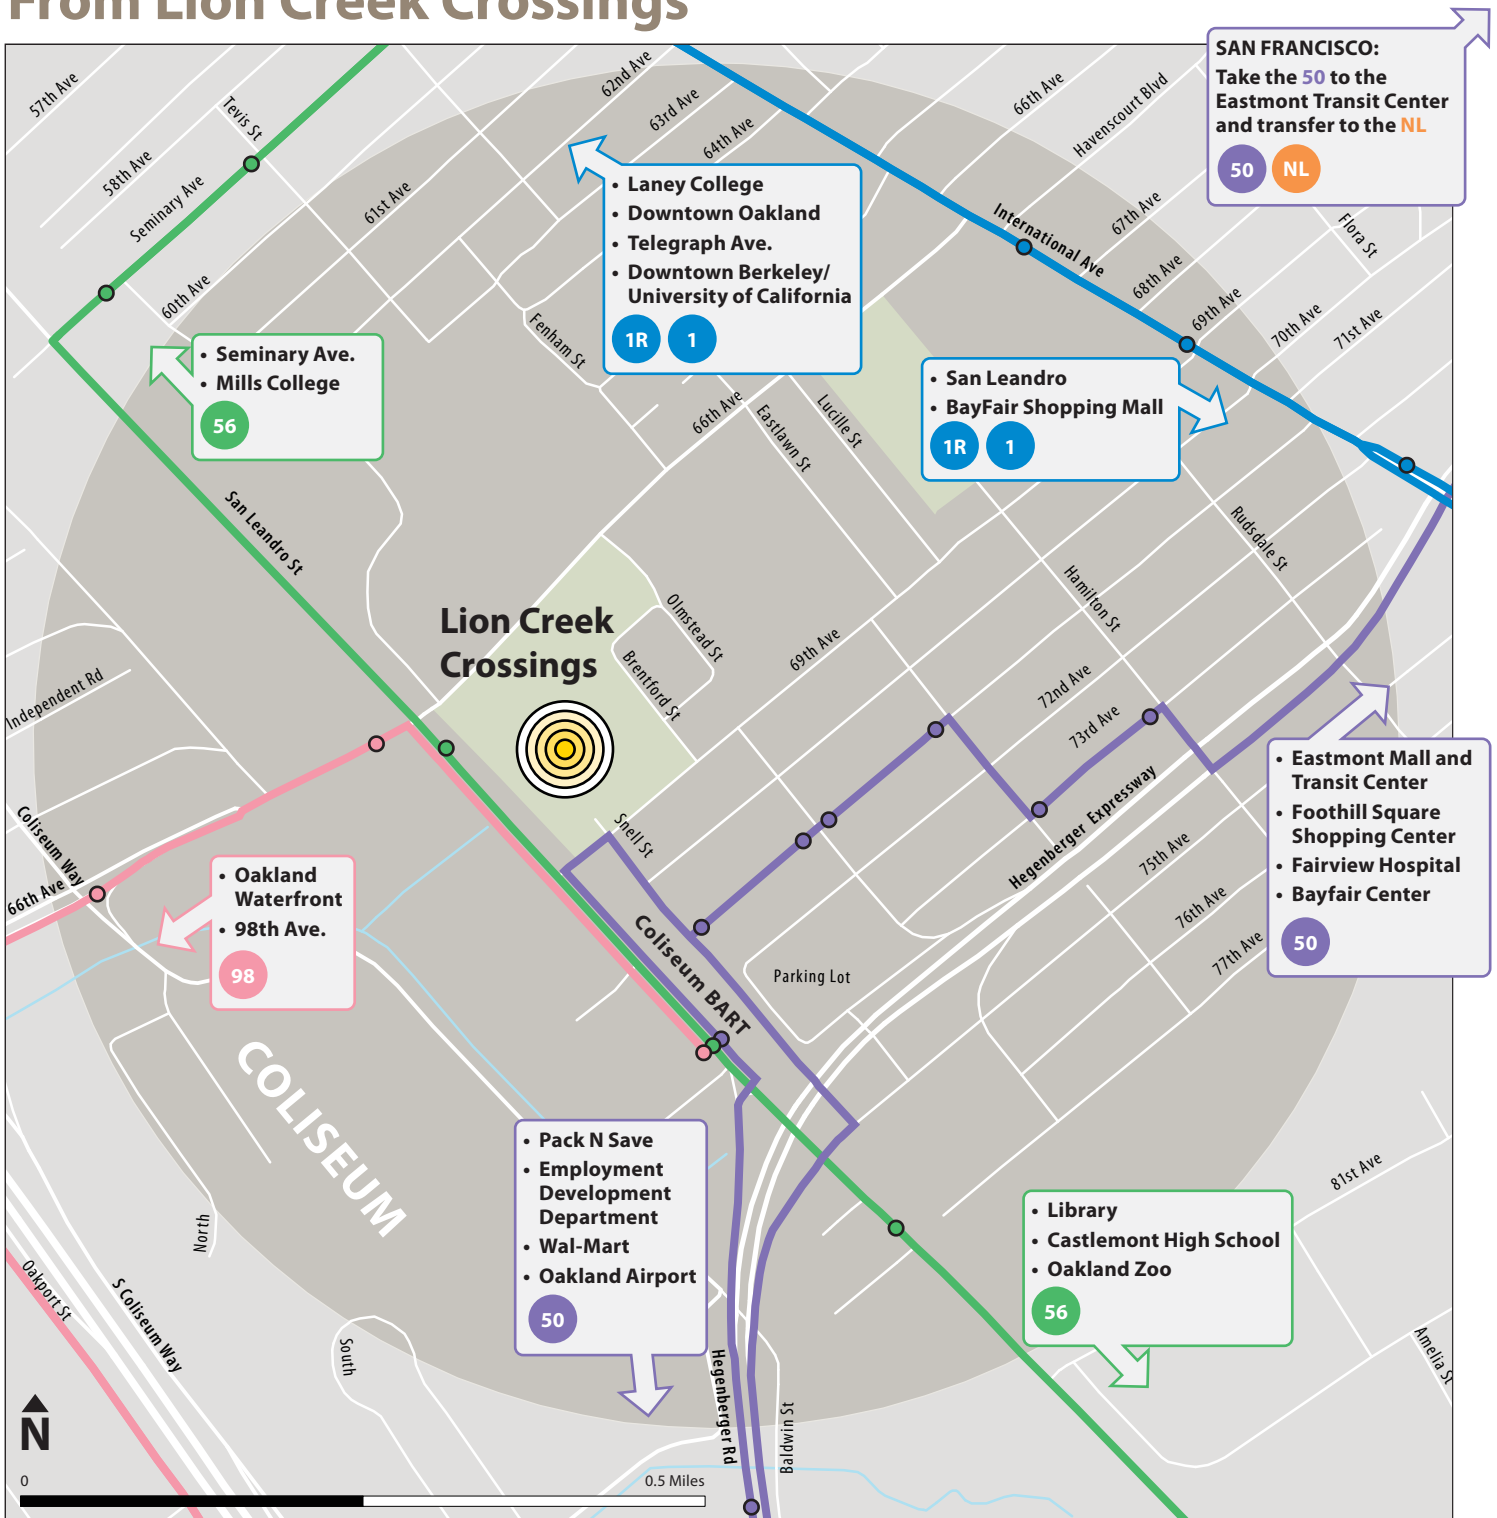 From Lion Creek Crossings
SAN FRANCISCO:
Take the 50 to the
Eastmont Transit Center
and transfer to the NL
50 NL
57th Ave
Tevis St
58th Ave
Seminary Ave
60th Ave
61st Ave
62nd Ave
63rd Ave
64th Ave
66th Ave
Havenscourt Blvd
67th Ave
International Ave
68th Ave
69th Ave
70th Ave
71st Ave
Flora St
• Laney College
• Downtown Oakland
• Telegraph Ave.
• Downtown Berkeley/
University of California
1R 1
• Seminary Ave.
• Mills College
56
Fenham St
66th Ave
Eastlawn St
Lucille St
• San Leandro
• BayFair Shopping Mall
1R 1
San Leandro St
Rudsdale St
Hamilton St
Lion Creek
Crossings
Olmstead St
Brentford St
69th Ave
72nd Ave
73rd Ave
Independent Rd
Coliseum Way
66th Ave
Snell St
Hegenberger Expressway
75th Ave
76th Ave
77th Ave
• Eastmont Mall and
Transit Center
• Foothill Square
Shopping Center
• Fairview Hospital
• Bayfair Center
50
• Oakland
Waterfront
• 98th Ave.
98
Coliseum BART
Parking Lot
COLISEUM
• Pack N Save
• Employment
Development
Department
• Wal-Mart
• Oakland Airport
50
81st Ave
• Library
• Castlemont High School
• Oakland Zoo
56
North
Oakport St
S Coliseum Way
South
Hegenberger Rd
Baldwin St
Amelia St
N
0 0.5 Miles